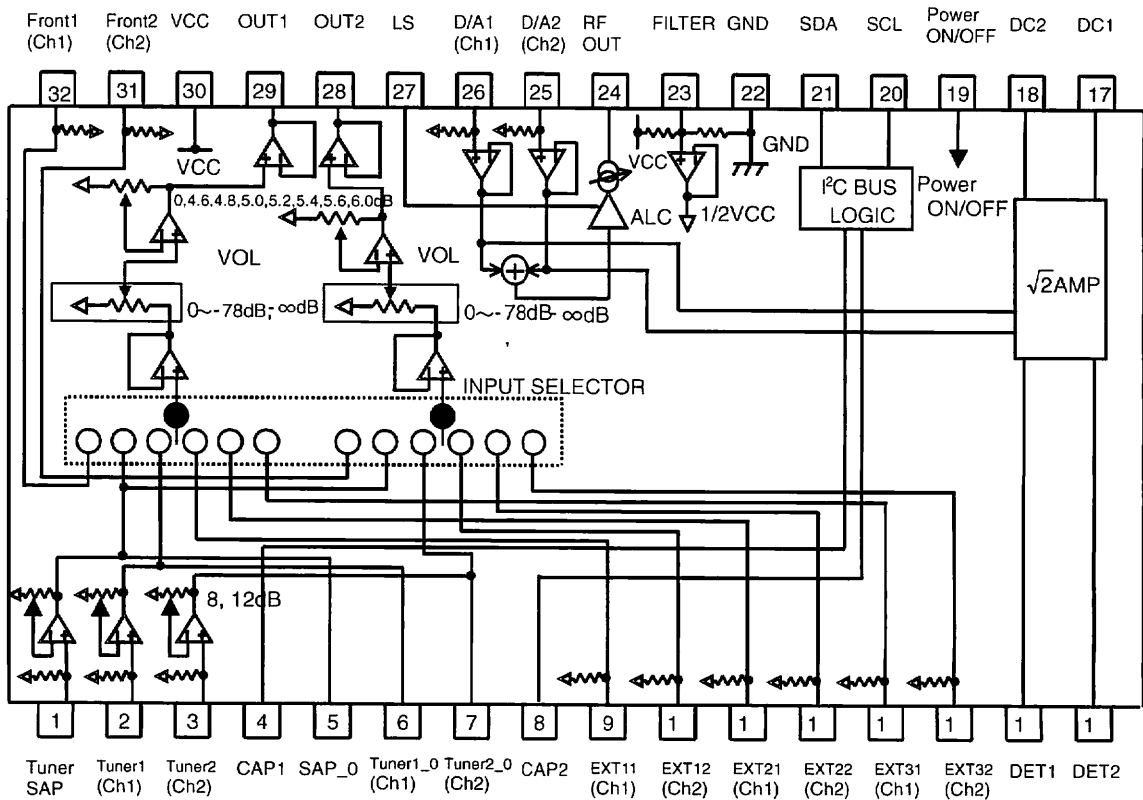 Front1 Front2 VCC OUT1 OUT2 LS D/A1 D/A2 RF FILTER GND SDA SCL Power DC2 DC1
(Ch1) (Ch2) (Ch1) (Ch2) OUT ON/OFF
32 31 30 29 28 27 26 25 24 23 22 21 20 19 18 17
VCC
VCC
GND
I²C BUS
LOGIC
Power
ON/OFF
0,4.6,4.8,5.0,5.2,5.4,5.6,6.0dB
ALC
1/2VCC
VOL
VOL
√2AMP
0~-78dB,-∞dB
0~-78dB-∞dB
INPUT SELECTOR
8, 12dB
1 2 3 4 5 6 7 8 9 1 1 1 1 1 1 1 1
Tuner Tuner1 Tuner2 CAP1 SAP_0 Tuner1_0 Tuner2_0 CAP2 EXT11 EXT12 EXT21 EXT22 EXT31 EXT32 DET1 DET2
SAP (Ch1) (Ch2) (Ch1) (Ch2) (Ch1) (Ch2) (Ch1) (Ch2) (Ch1) (Ch2)